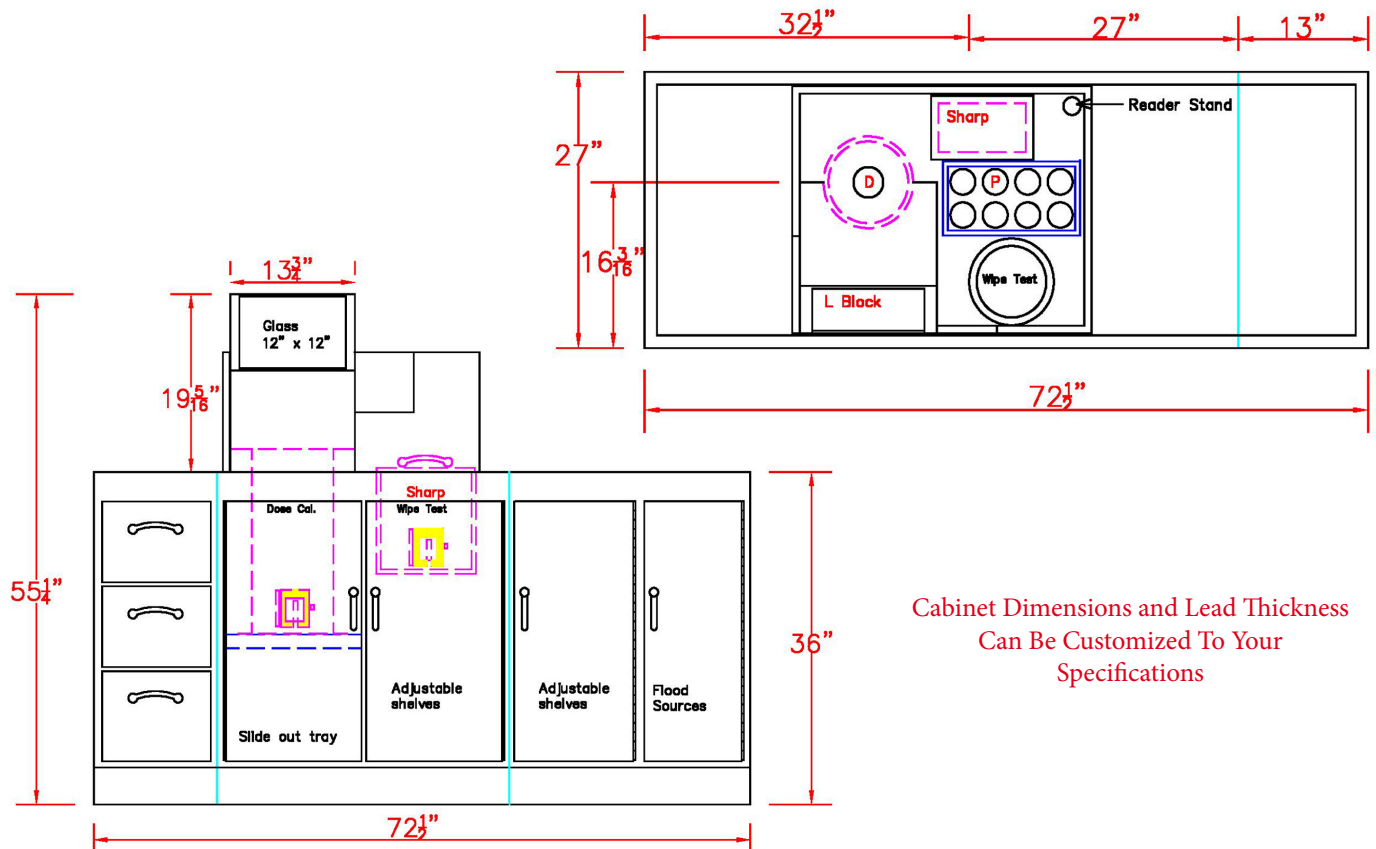 32½"
27"
13"
Reader Stand
Sharp
27"
D
P
16 3/16"
Wipe Test
L Block
72½"
13¾"
Glass
12" x 12"
19 5/16"
Sharp
Dose Cal.
Wipe Test
55¼"
36"
Adjustable
shelves
Adjustable
shelves
Flood
Sources
Slide out tray
72½"
Cabinet Dimensions and Lead Thickness
Can Be Customized To Your
Specifications